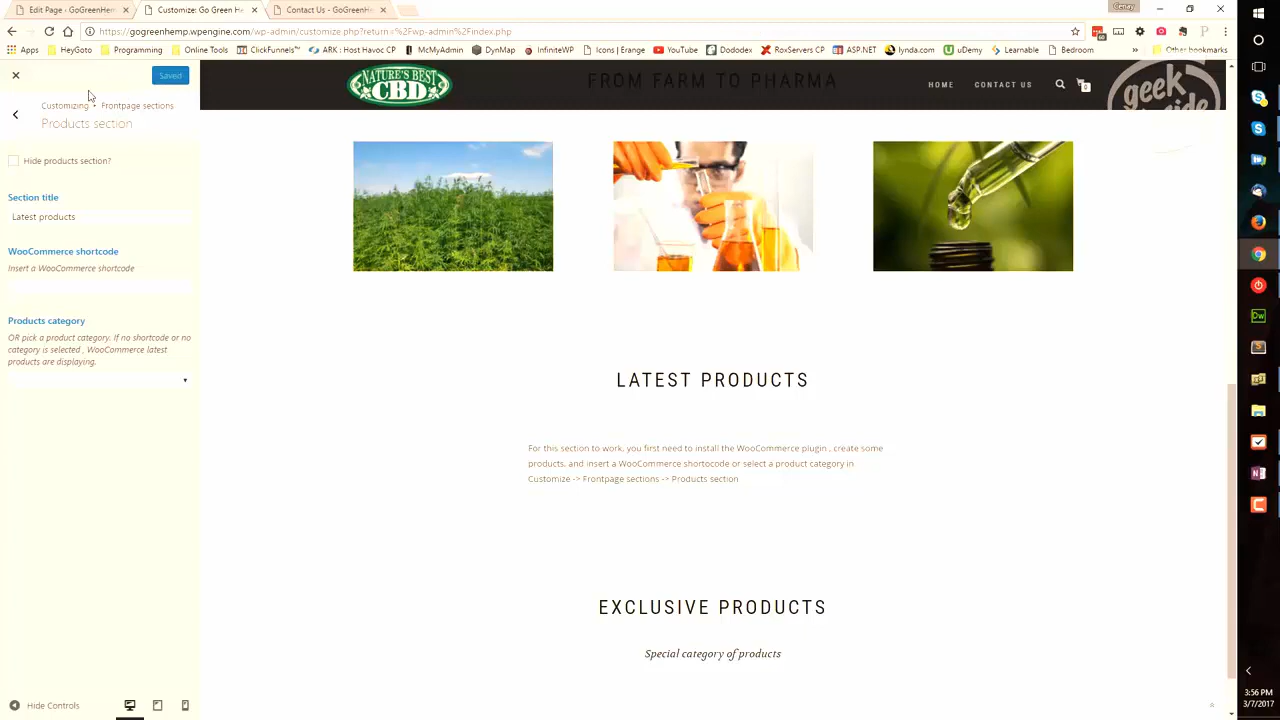 Edit Page - GoGreenHem
Customize: Go Green H
Contact Us - GoGreenHe
Cenay
https://gogreenhemp.wpengine.com/wp-admin/customize.php?return=%2Fwp-admin%2Findex.php
Apps
HeyGoto
Programming
Online Tools
ClickFunnels™
ARK : Host Havoc CP
McMyAdmin
DynMap
InfiniteWP
Icons | Erange
YouTube
Dododex
RoxServers CP
ASP.NET
lynda.com
uDemy
Learnable
Bedroom
Other bookmarks
Saved
Customizing • Frontpage sections
Products section
Hide products section?
Section title
Latest products
WooCommerce shortcode
Insert a WooCommerce shortcode
Products category
OR pick a product category. If no shortcode or no
category is selected , WooCommerce latest
products are displaying.
Hide Controls
NATURE'S BEST
CBD
FROM FARM TO PHARMA
HOME
CONTACT US
0
geek
inside
LATEST PRODUCTS
For this section to work, you first need to install the WooCommerce plugin , create some
products, and insert a WooCommerce shortocode or select a product category in
Customize -> Frontpage sections -> Products section
EXCLUSIVE PRODUCTS
Special category of products
3:56 PM
3/7/2017